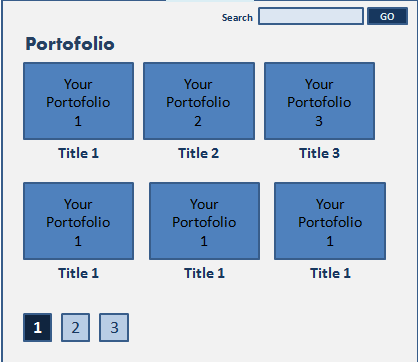 Search GO
Portofolio
Your Your Your
Portofolio Portofolio Portofolio
1 2 3
Title 1 Title 2 Title 3
Your Your Your
Portofolio Portofolio Portofolio
1 1 1
Title 1 Title 1 Title 1
1 2 3